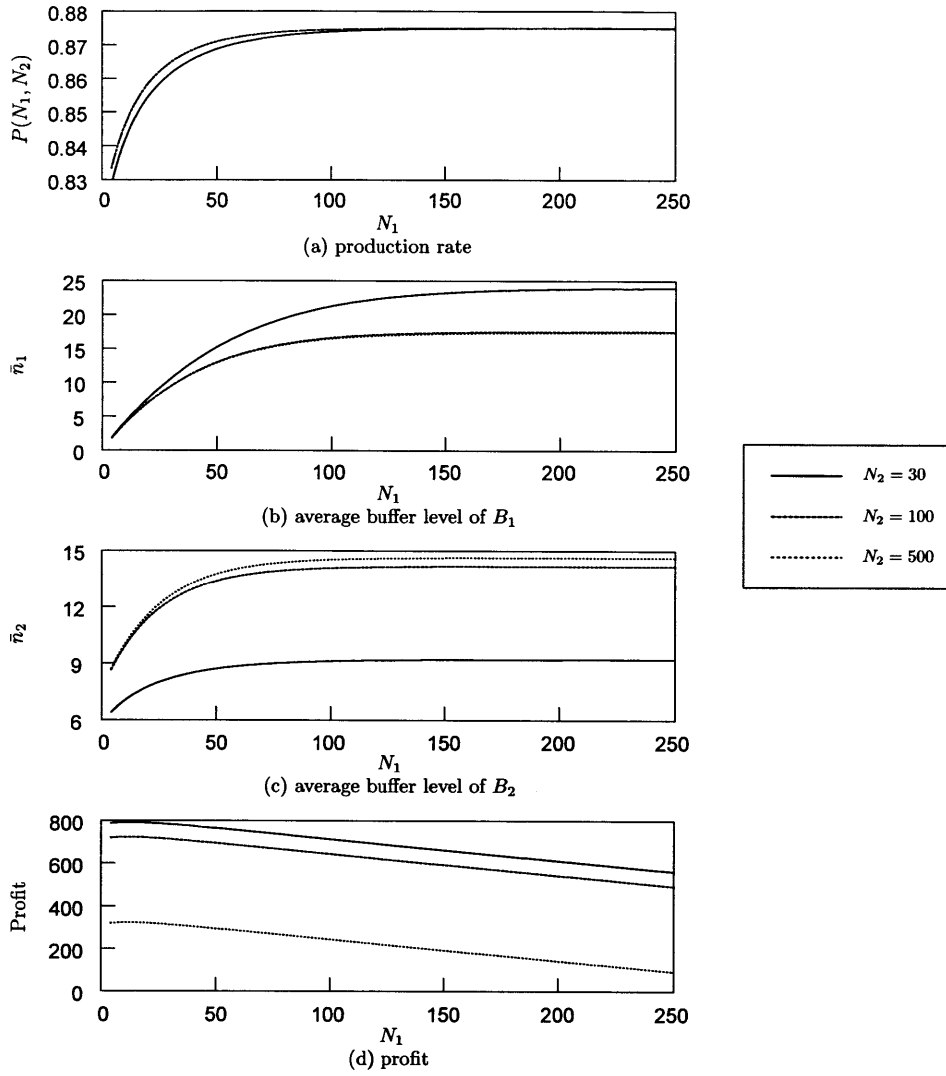 0.88
0.87
0.86
0.85
0.84
0.83
P(N₁, N₂)
0 50 100 150 200 250
N₁
(a) production rate
25
20
15
10
5
0
n̄₁
0 50 100 150 200 250
N₁
(b) average buffer level of B₁
N₂ = 30
N₂ = 100
N₂ = 500
15
12
9
6
n̄₂
0 50 100 150 200 250
N₁
(c) average buffer level of B₂
800
600
400
200
0
Profit
0 50 100 150 200 250
N₁
(d) profit